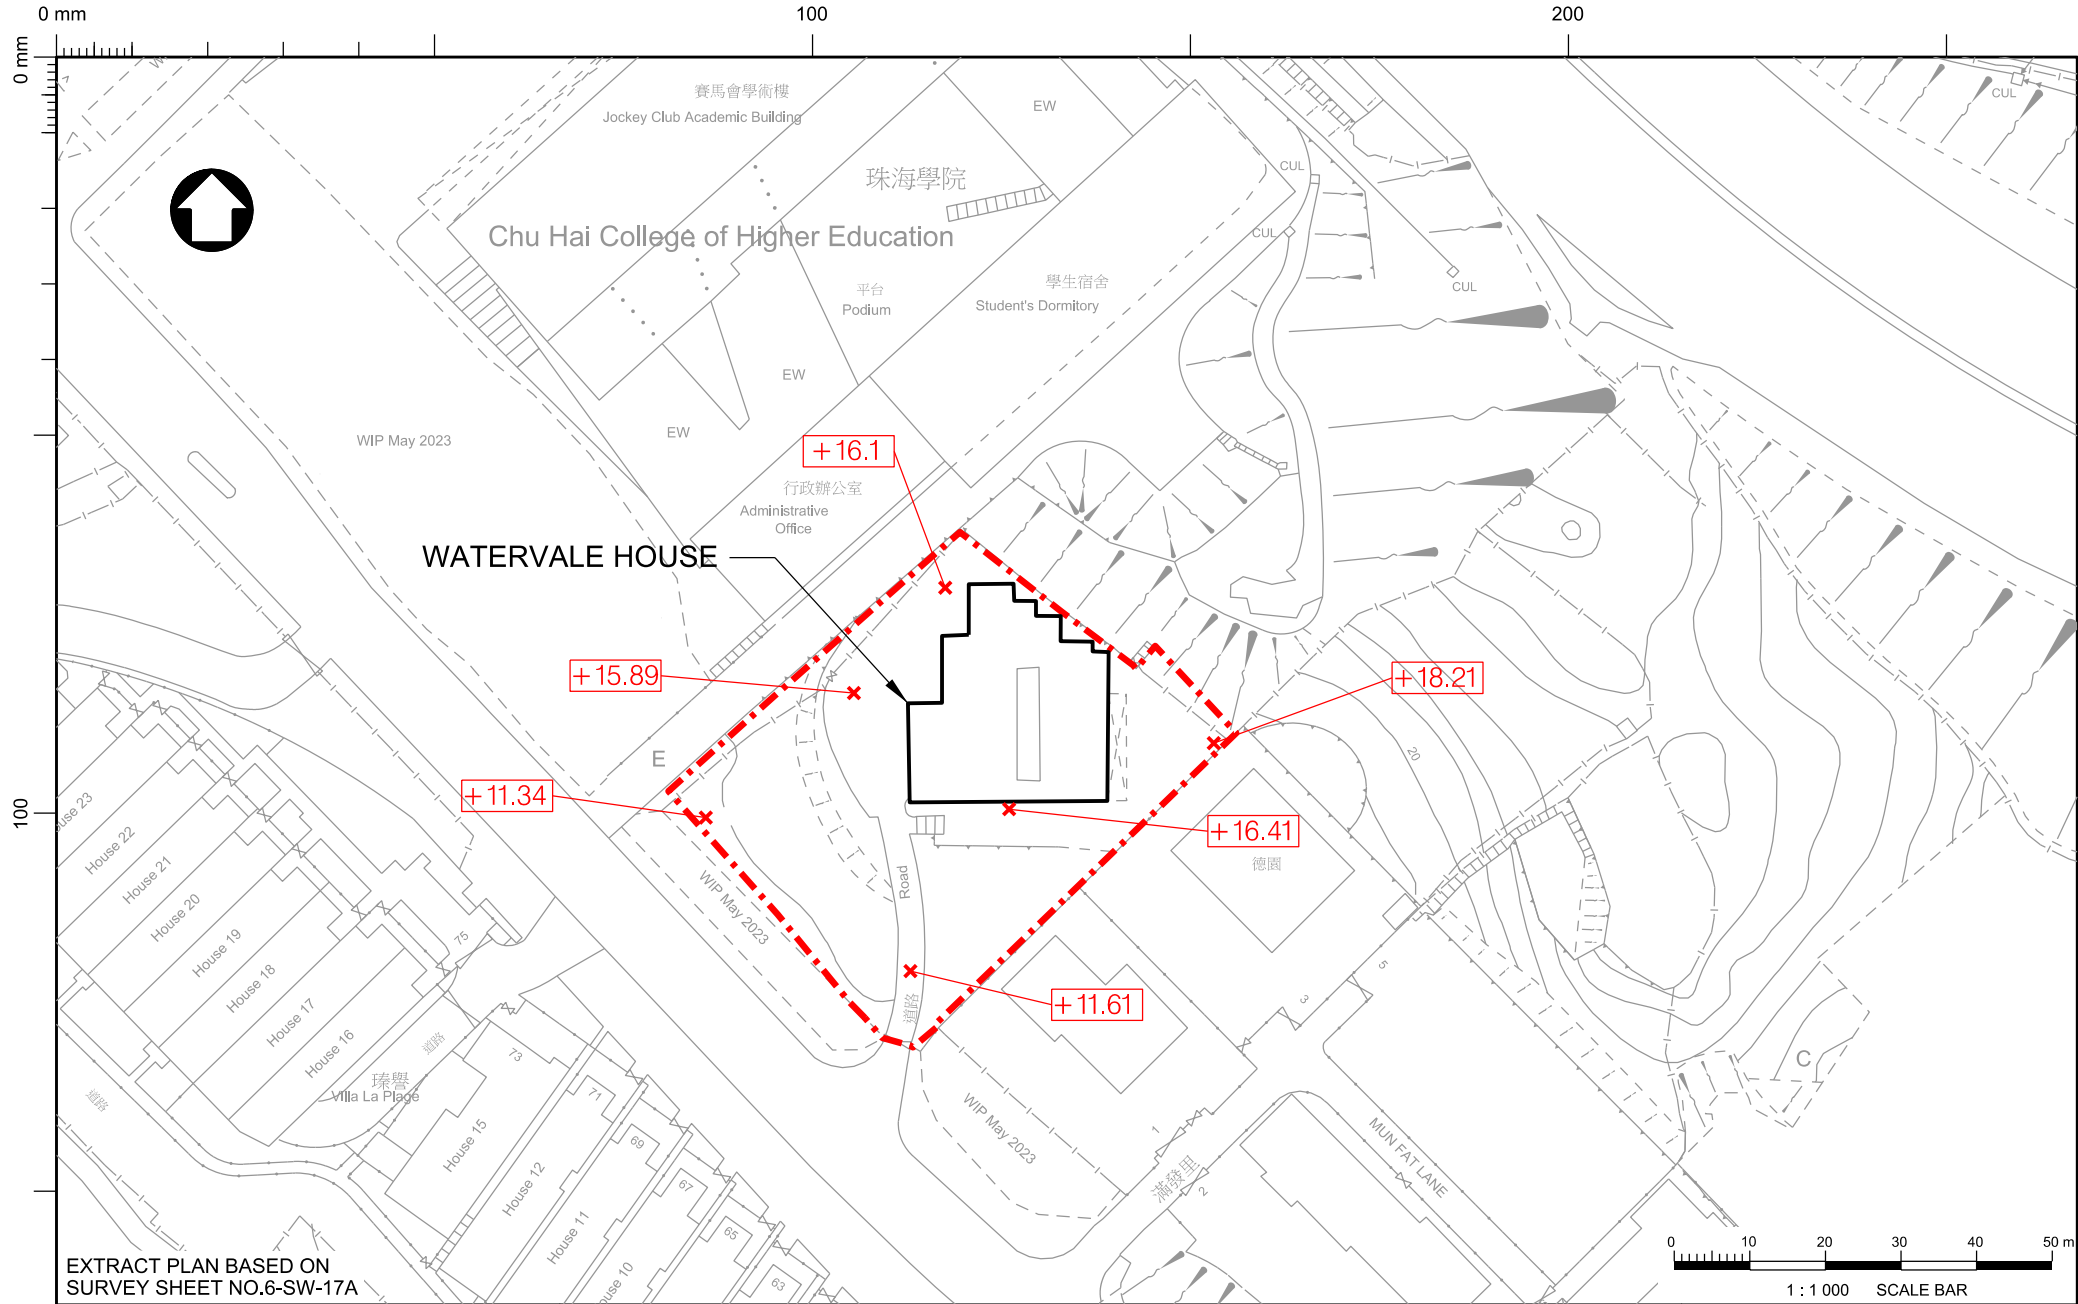 0 mm
100
200
0 mm
100
賽馬會學術樓
Jockey Club Academic Building
EW
CUL
珠海學院
Chu Hai College of Higher Education
CUL
CUL
CUL
平台
Podium
學生宿舍
Student's Dormitory
EW
EW
WIP May 2023
+16.1
行政辦公室
Administrative
Office
WATERVALE HOUSE
+15.89
+18.21
E
+11.34
+16.41
20
德園
WIP May 2023
Road
道路
+11.61
House 22
House 21
House 20
House 19
House 18
House 17
House 16
75
道路
73
瑧譽
Villa La Plage
道路
House 15
71
69
House 12
67
House 11
65
63
5
3
1
2
C
WIP May 2023
滿發里
MUN FAT LANE
EXTRACT PLAN BASED ON
SURVEY SHEET NO.6-SW-17A
0 10 20 30 40 50 m
1 : 1 000 SCALE BAR